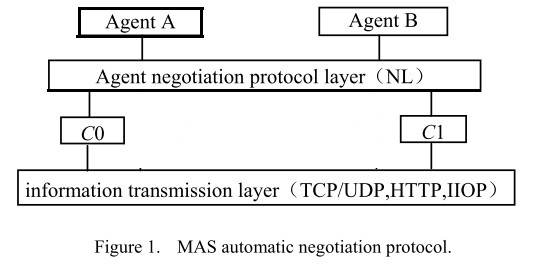 Agent A
Agent B
Agent negotiation protocol layer（NL）
C0
C1
information transmission layer（TCP/UDP,HTTP,IIOP）
Figure 1. MAS automatic negotiation protocol.